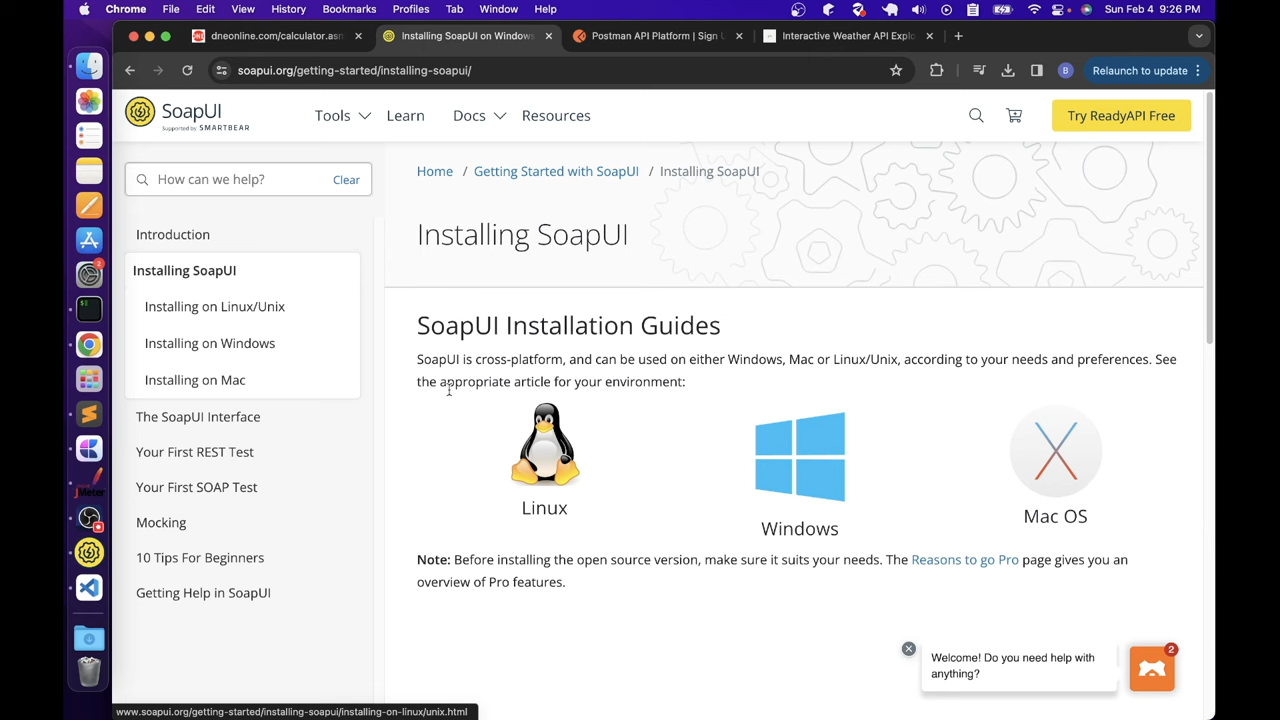 Chrome File Edit View History Bookmarks Profiles Tab Window Help
Sun Feb 4 9:26 PM
dneonline.com/calculator.asm
Installing SoapUI on Windows
Postman API Platform | Sign U
Interactive Weather API Explo
soapui.org/getting-started/installing-soapui/
B
Relaunch to update
SoapUI
Supported by SMARTBEAR
Tools Learn Docs Resources
Try ReadyAPI Free
How can we help?
Clear
Home / Getting Started with SoapUI / Installing SoapUI
Introduction
Installing SoapUI
Installing on Linux/Unix
Installing on Windows
Installing on Mac
The SoapUI Interface
Your First REST Test
Your First SOAP Test
Mocking
10 Tips For Beginners
Getting Help in SoapUI
Installing SoapUI
SoapUI Installation Guides
SoapUI is cross-platform, and can be used on either Windows, Mac or Linux/Unix, according to your needs and preferences. See
the appropriate article for your environment:
Linux
Windows
Mac OS
Note: Before installing the open source version, make sure it suits your needs. The Reasons to go Pro page gives you an
overview of Pro features.
Welcome! Do you need help with
anything?
2
2
JMeter
www.soapui.org/getting-started/installing-soapui/installing-on-linux/unix.html